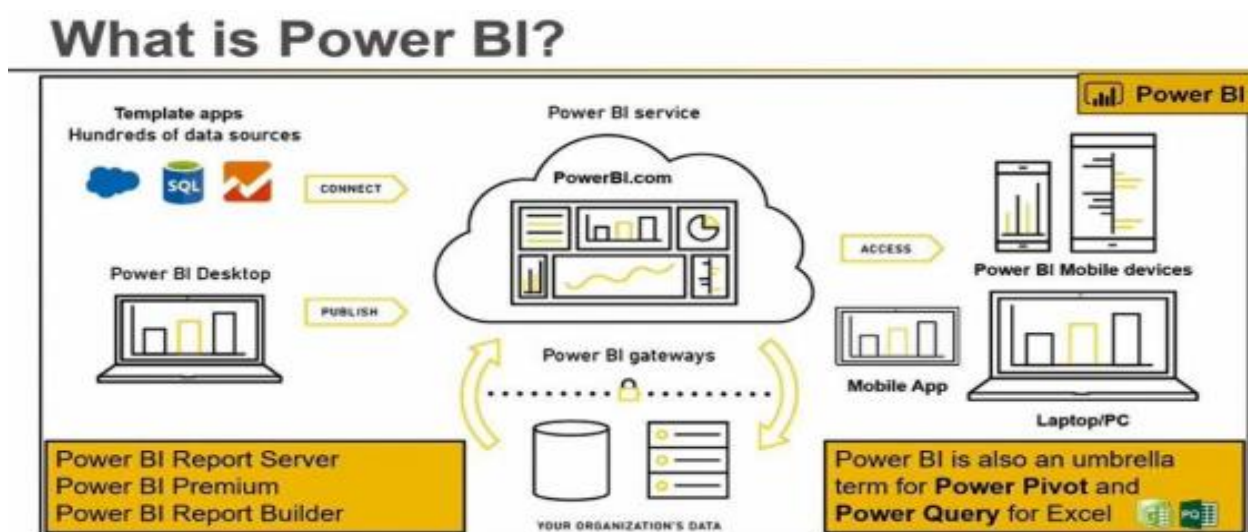 What is Power BI?
Power BI
Template apps
Hundreds of data sources
SQL
CONNECT
Power BI Desktop
PUBLISH
Power BI service
PowerBI.com
Power BI gateways
YOUR ORGANIZATION'S DATA
ACCESS
Power BI Mobile devices
Mobile App
Laptop/PC
Power BI Report Server
Power BI Premium
Power BI Report Builder
Power BI is also an umbrella
term for Power Pivot and
Power Query for Excel
PQ